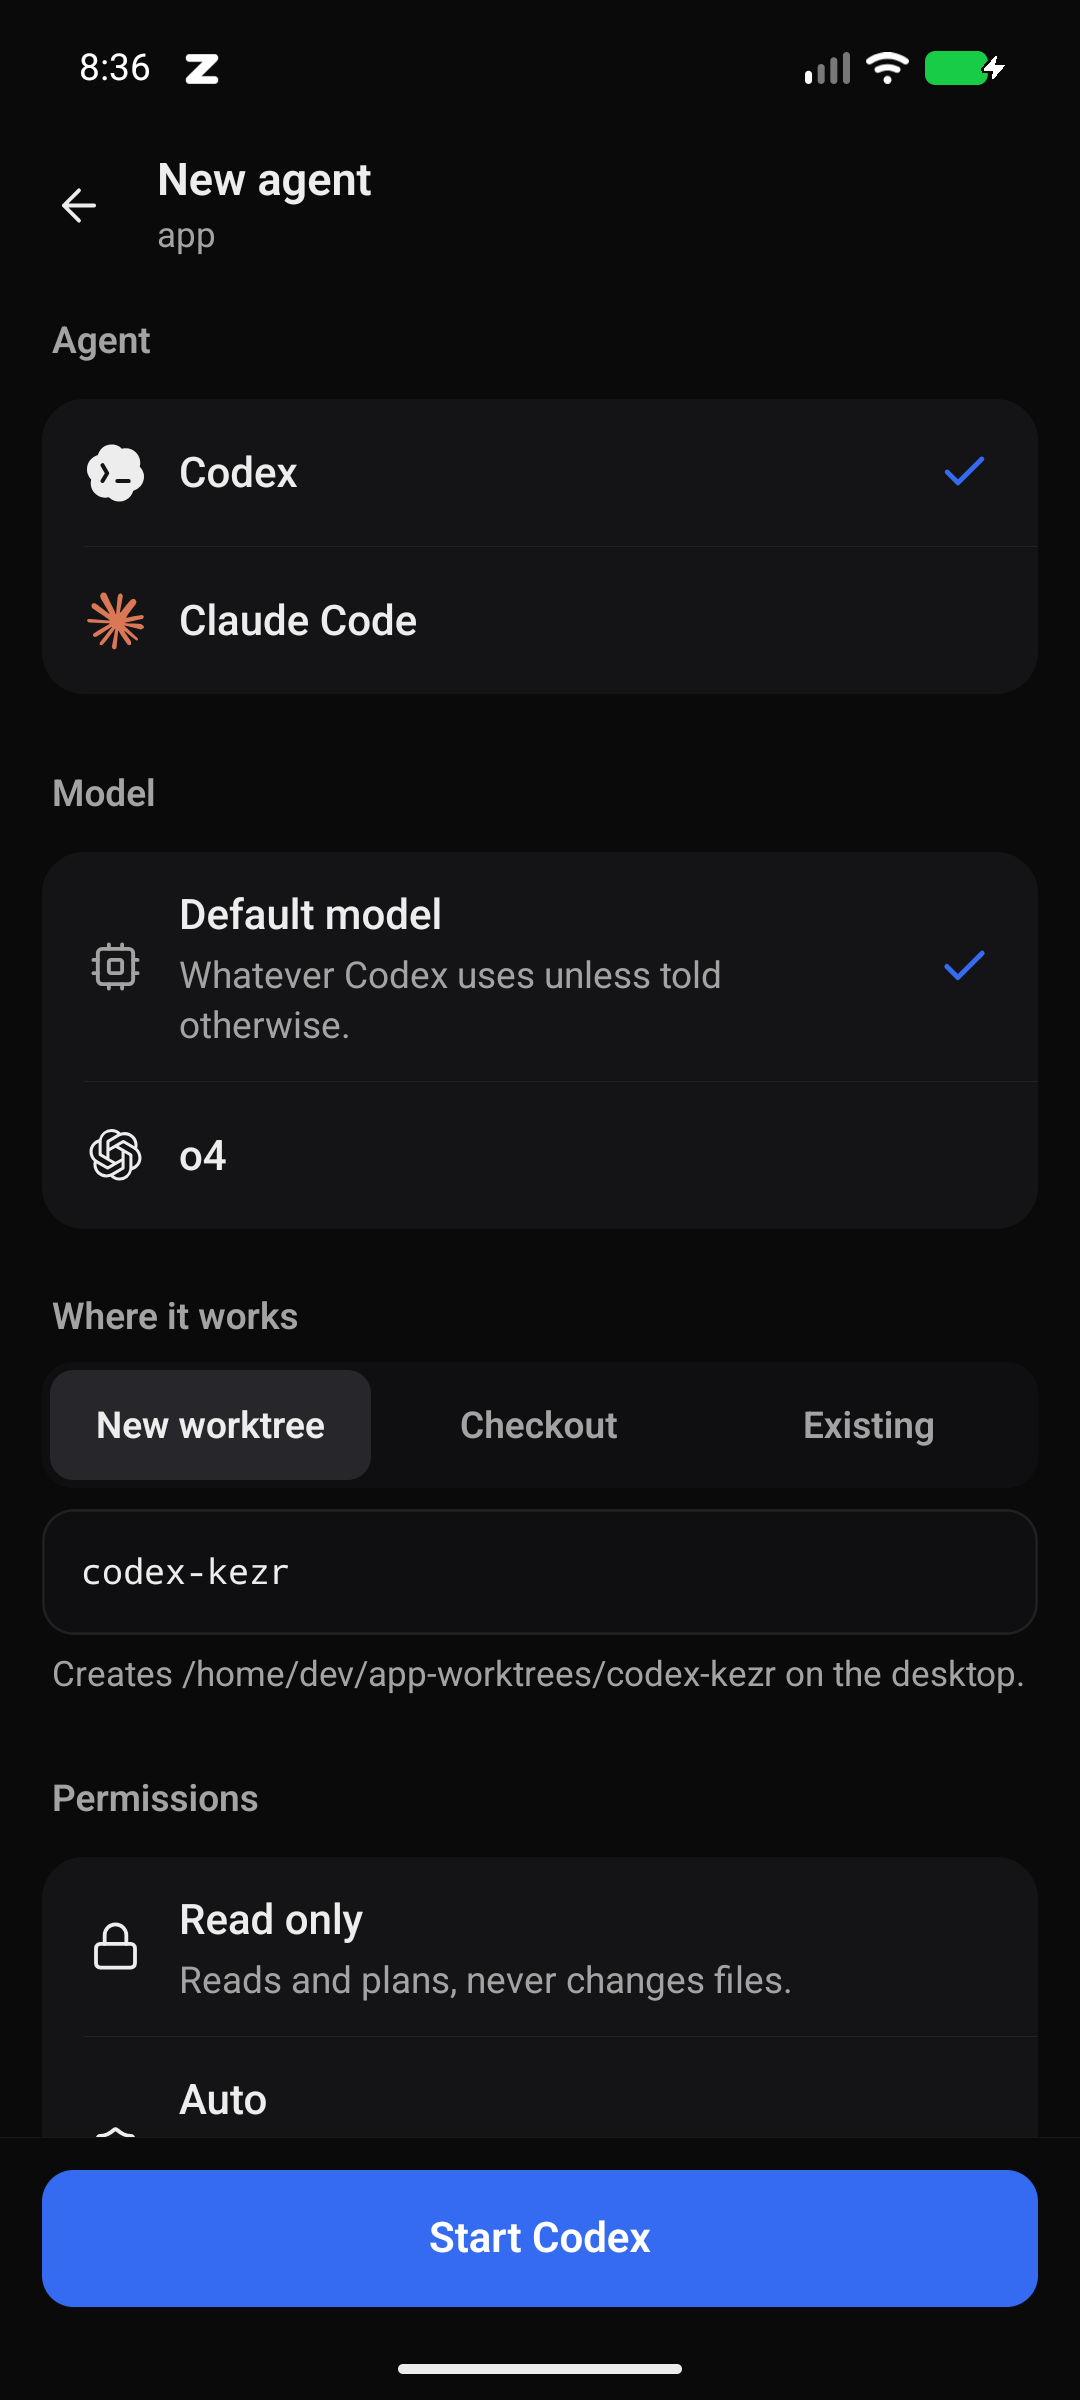 8:36
New agent
app
Agent
Codex
Claude Code
Model
Default model
Whatever Codex uses unless told
otherwise.
o4
Where it works
New worktree
Checkout
Existing
codex-kezr
Creates /home/dev/app-worktrees/codex-kezr on the desktop.
Permissions
Read only
Reads and plans, never changes files.
Auto
Start Codex